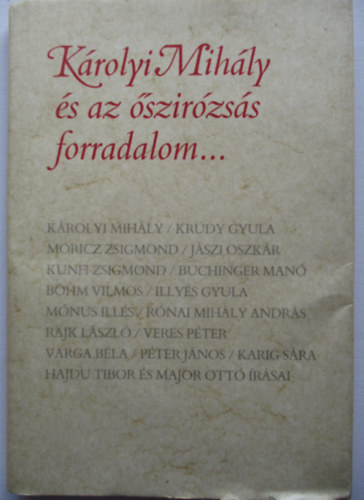 Károlyi Mihály
és az őszirózsás
forradalom...
KÁROLYI MIHÁLY / KRÚDY GYULA
MÓRICZ ZSIGMOND / JÁSZI OSZKÁR
KUNFI ZSIGMOND / BUCHINGER MANÓ
BÖHM VILMOS / ILLYÉS GYULA
MÓNUS ILLÉS / RÓNAI MIHÁLY ANDRÁS
RAJK LÁSZLÓ / VERES PÉTER
VARGA BÉLA / PÉTER JÁNOS / KARIG SÁRA
HAJDU TIBOR ÉS MAJOR OTTÓ ÍRÁSAI